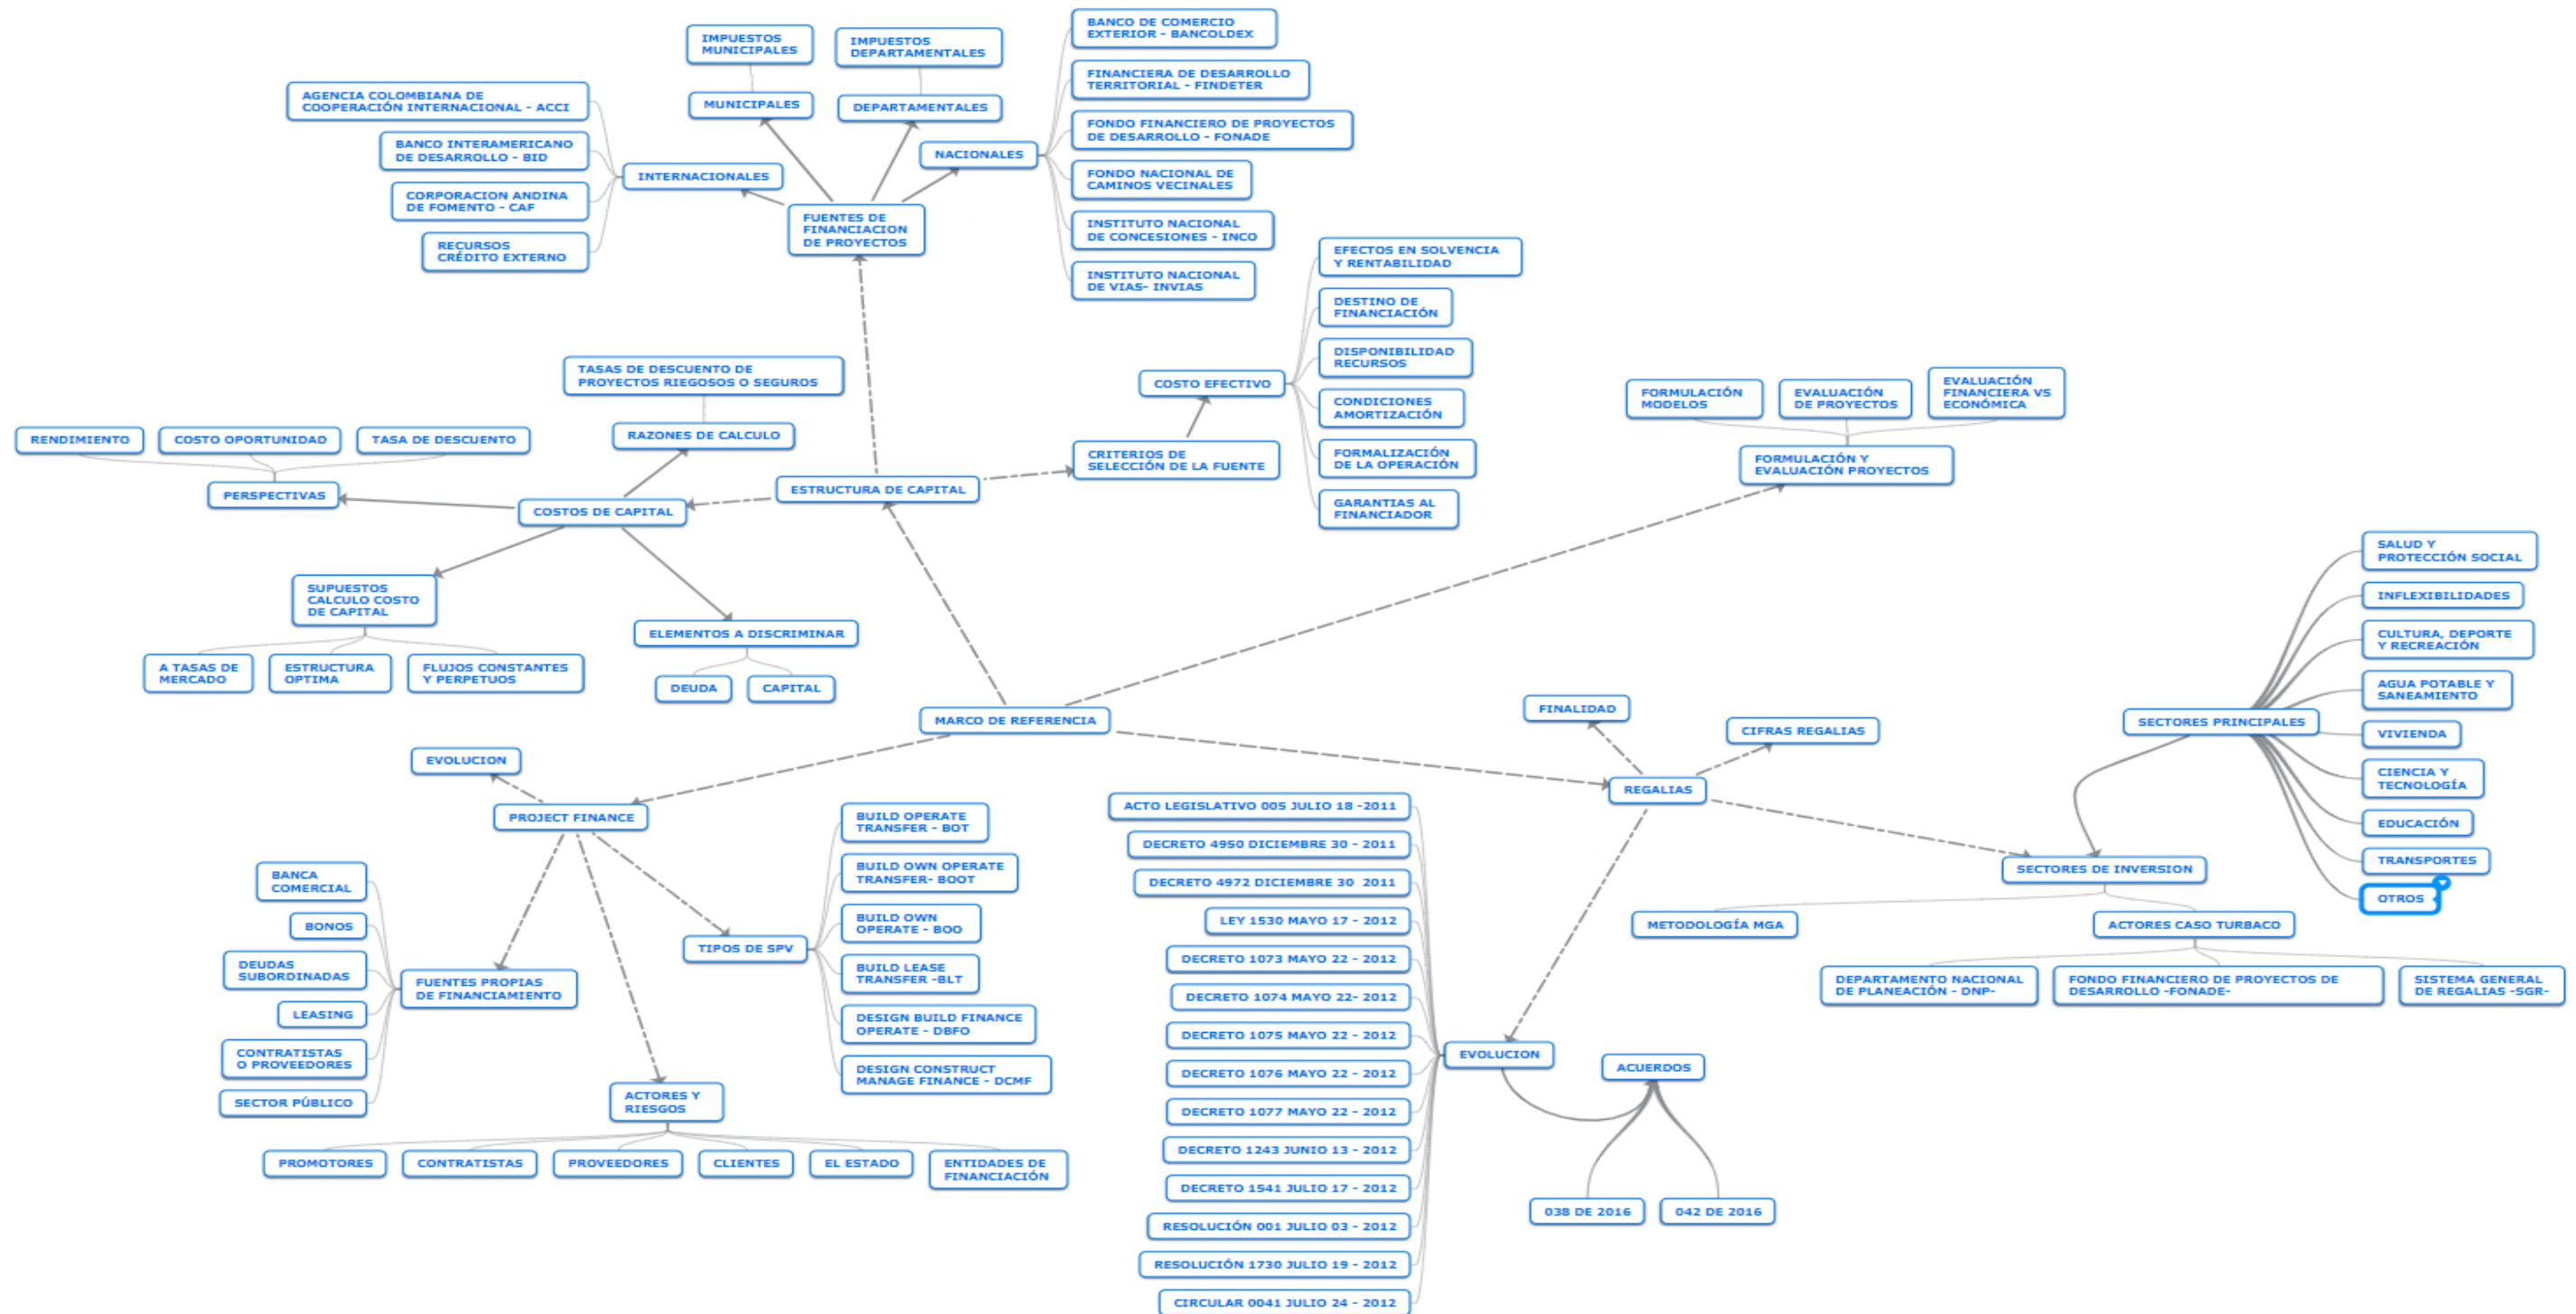 BANCO DE COMERCIO
EXTERIOR - BANCOLDEX
IMPUESTOS
MUNICIPALES
IMPUESTOS
DEPARTAMENTALES
FINANCIERA DE DESARROLLO
TERRITORIAL - FINDETER
AGENCIA COLOMBIANA DE
COOPERACIÓN INTERNACIONAL - ACCI
MUNICIPALES
DEPARTAMENTALES
FONDO FINANCIERO DE PROYECTOS
DE DESARROLLO - FONADE
BANCO INTERAMERICANO
DE DESARROLLO - BID
NACIONALES
INTERNACIONALES
FONDO NACIONAL DE
CAMINOS VECINALES
CORPORACION ANDINA
DE FOMENTO - CAF
FUENTES DE
FINANCIACION
DE PROYECTOS
INSTITUTO NACIONAL
DE CONCESIONES - INCO
RECURSOS
CRÉDITO EXTERNO
INSTITUTO NACIONAL
DE VIAS- INVIAS
EFECTOS EN SOLVENCIA
Y RENTABILIDAD
DESTINO DE
FINANCIACIÓN
DISPONIBILIDAD
RECURSOS
COSTO EFECTIVO
CONDICIONES
AMORTIZACIÓN
FORMALIZACIÓN
DE LA OPERACIÓN
GARANTIAS AL
FINANCIADOR
CRITERIOS DE
SELECCIÓN DE LA FUENTE
TASAS DE DESCUENTO DE
PROYECTOS RIEGOSOS O SEGUROS
RAZONES DE CALCULO
RENDIMIENTO
COSTO OPORTUNIDAD
TASA DE DESCUENTO
PERSPECTIVAS
COSTOS DE CAPITAL
ESTRUCTURA DE CAPITAL
FORMULACIÓN
MODELOS
EVALUACIÓN
DE PROYECTOS
EVALUACIÓN
FINANCIERA VS
ECONÓMICA
FORMULACIÓN Y
EVALUACIÓN PROYECTOS
SUPUESTOS
CALCULO COSTO
DE CAPITAL
A TASAS DE
MERCADO
ESTRUCTURA
OPTIMA
FLUJOS CONSTANTES
Y PERPETUOS
ELEMENTOS A DISCRIMINAR
DEUDA
CAPITAL
MARCO DE REFERENCIA
SALUD Y
PROTECCIÓN SOCIAL
INFLEXIBILIDADES
CULTURA, DEPORTE
Y RECREACIÓN
AGUA POTABLE Y
SANEAMIENTO
SECTORES PRINCIPALES
VIVIENDA
CIENCIA Y
TECNOLOGÍA
EDUCACIÓN
TRANSPORTES
OTROS
FINALIDAD
CIFRAS REGALIAS
REGALIAS
SECTORES DE INVERSION
METODOLOGÍA MGA
ACTORES CASO TURBACO
DEPARTAMENTO NACIONAL
DE PLANEACIÓN - DNP-
FONDO FINANCIERO DE PROYECTOS DE
DESARROLLO -FONADE-
SISTEMA GENERAL
DE REGALIAS -SGR-
EVOLUCION
PROJECT FINANCE
BUILD OPERATE
TRANSFER - BOT
BUILD OWN OPERATE
TRANSFER- BOOT
BUILD OWN
OPERATE - BOO
TIPOS DE SPV
BUILD LEASE
TRANSFER -BLT
DESIGN BUILD FINANCE
OPERATE - DBFO
DESIGN CONSTRUCT
MANAGE FINANCE - DCMF
BANCA
COMERCIAL
BONOS
DEUDAS
SUBORDINADAS
FUENTES PROPIAS
DE FINANCIAMIENTO
LEASING
CONTRATISTAS
O PROVEEDORES
SECTOR PÚBLICO
ACTORES Y
RIESGOS
PROMOTORES
CONTRATISTAS
PROVEEDORES
CLIENTES
EL ESTADO
ENTIDADES DE
FINANCIACIÓN
ACTO LEGISLATIVO 005 JULIO 18 -2011
DECRETO 4950 DICIEMBRE 30 - 2011
DECRETO 4972 DICIEMBRE 30 2011
LEY 1530 MAYO 17 - 2012
DECRETO 1073 MAYO 22 - 2012
DECRETO 1074 MAYO 22- 2012
DECRETO 1075 MAYO 22 - 2012
DECRETO 1076 MAYO 22 - 2012
DECRETO 1077 MAYO 22 - 2012
DECRETO 1243 JUNIO 13 - 2012
DECRETO 1541 JULIO 17 - 2012
RESOLUCIÓN 001 JULIO 03 - 2012
RESOLUCIÓN 1730 JULIO 19 - 2012
CIRCULAR 0041 JULIO 24 - 2012
EVOLUCION
ACUERDOS
038 DE 2016
042 DE 2016